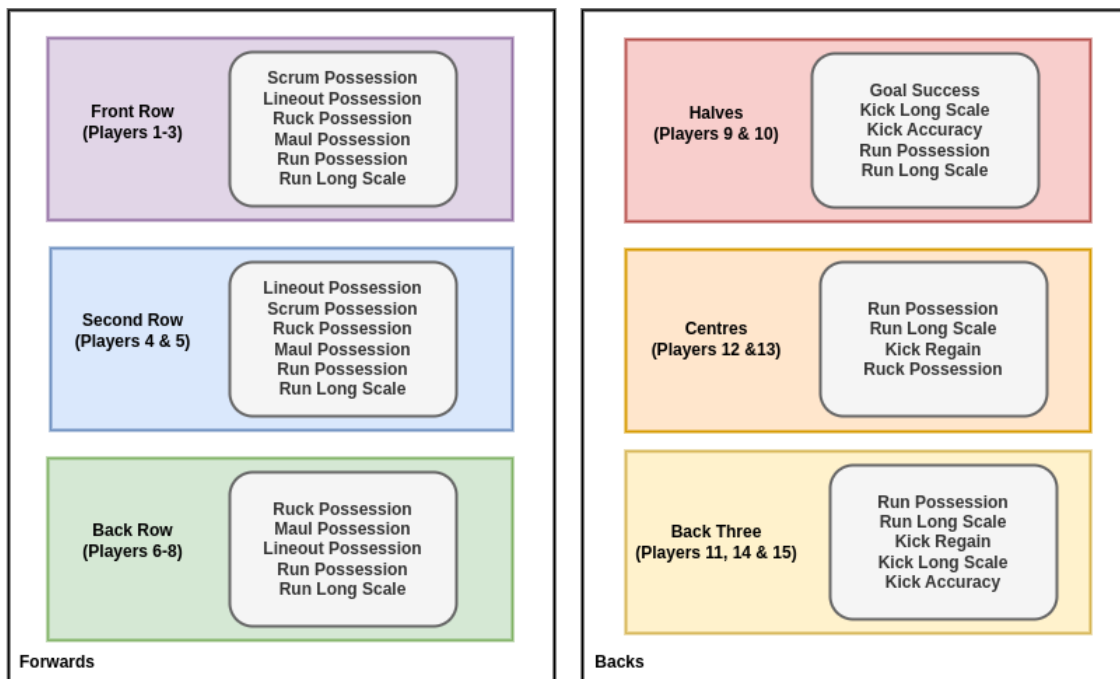 Front Row
(Players 1-3)
Scrum Possession
Lineout Possession
Ruck Possession
Maul Possession
Run Possession
Run Long Scale
Second Row
(Players 4 & 5)
Lineout Possession
Scrum Possession
Ruck Possession
Maul Possession
Run Possession
Run Long Scale
Back Row
(Players 6-8)
Ruck Possession
Maul Possession
Lineout Possession
Run Possession
Run Long Scale
Forwards
Halves
(Players 9 & 10)
Goal Success
Kick Long Scale
Kick Accuracy
Run Possession
Run Long Scale
Centres
(Players 12 &13)
Run Possession
Run Long Scale
Kick Regain
Ruck Possession
Back Three
(Players 11, 14 & 15)
Run Possession
Run Long Scale
Kick Regain
Kick Long Scale
Kick Accuracy
Backs